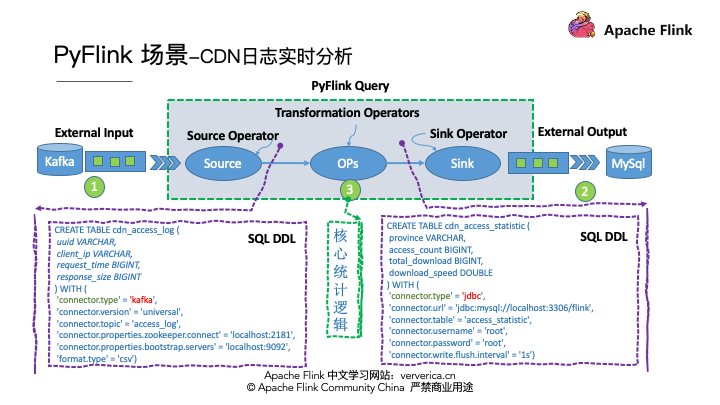 Apache Flink
PyFlink 场景-CDN日志实时分析
PyFlink Query
Transformation Operators
External Input
Source Operator
Sink Operator
External Output
Kafka
Source
OPs
Sink
MySql
1
3
2
CREATE TABLE cdn_access_log (
uuid VARCHAR,
client_ip VARCHAR,
request_time BIGINT,
response_size BIGINT
) WITH (
'connector.type' = 'kafka',
'connector.version' = 'universal',
'connector.topic' = 'access_log',
'connector.properties.zookeeper.connect' = 'localhost:2181',
'connector.properties.bootstrap.servers' = 'localhost:9092',
'format.type' = 'csv')
SQL DDL
核心统计逻辑
CREATE TABLE cdn_access_statistic (
province VARCHAR,
access_count BIGINT,
total_download BIGINT,
download_speed DOUBLE
) WITH (
'connector.type' = 'jdbc',
'connector.url' = 'jdbc:mysql://localhost:3306/flink',
'connector.table' = 'access_statistic',
'connector.username' = 'root',
'connector.password' = 'root',
'connector.write.flush.interval' = '1s')
SQL DDL
Apache Flink 中文学习网站：ververica.cn
© Apache Flink Community China 严禁商业用途